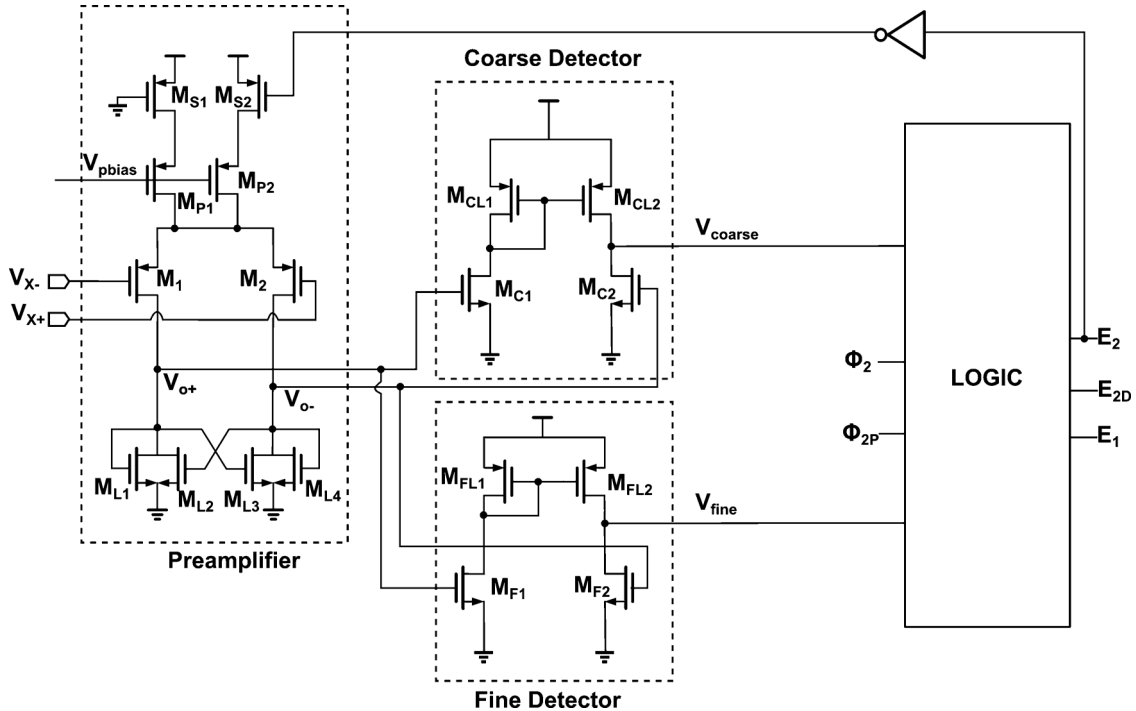 Coarse Detector
M_S1
M_S2
V_pbias
M_P1
M_P2
M_CL1
M_CL2
V_coarse
V_X-
M_1
M_2
M_C1
M_C2
V_X+
V_o+
V_o-
LOGIC
Φ_2
Φ_2P
E_2
E_2D
E_1
M_L1
M_L2
M_L3
M_L4
Preamplifier
M_FL1
M_FL2
V_fine
M_F1
M_F2
Fine Detector